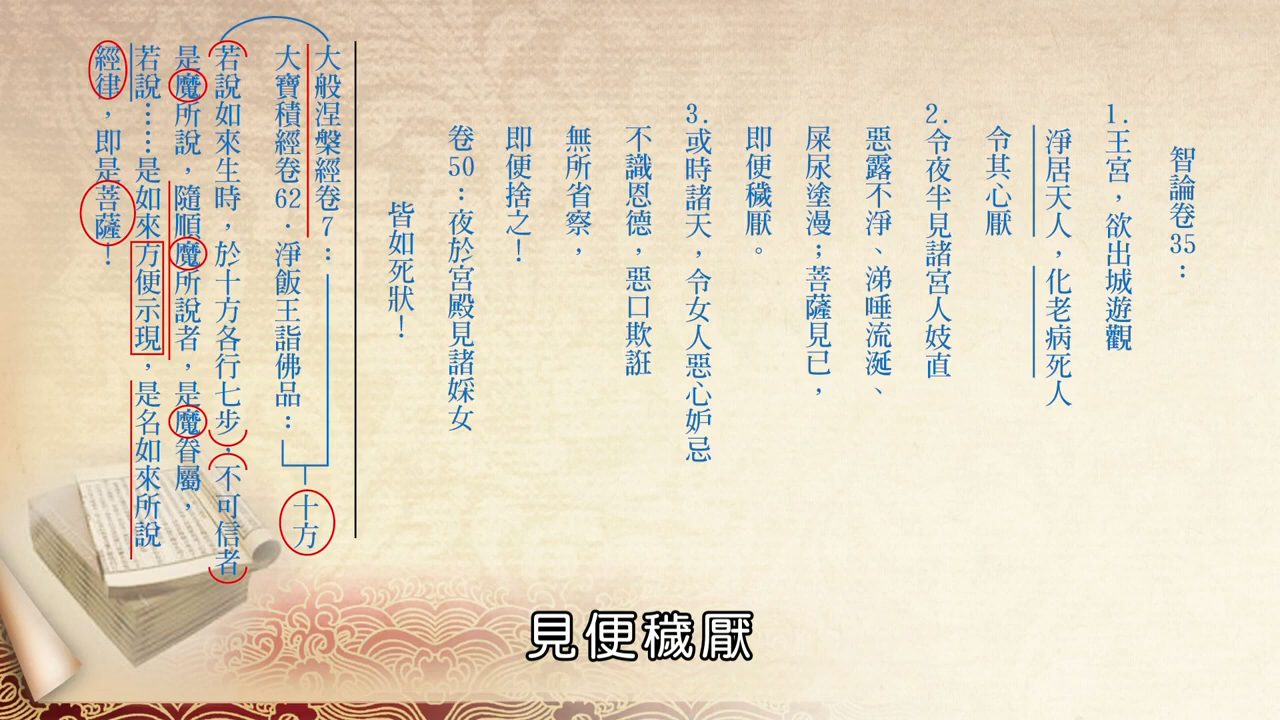 智論卷35：
1.王宮，欲出城遊觀
淨居天人，化老病死人
令其心厭
2.令夜半見諸宮人妓直
惡露不淨、涕唾流涎、
屎尿塗漫；菩薩見已，
即便穢厭。
3.或時諸天，令女人惡心妒忌
不識恩德，惡口欺誑
無所省察，
即便捨之！
卷50：夜於宮殿見諸婇女
皆如死狀！
大般涅槃經卷7：
大寶積經卷62．淨飯王詣佛品：
十方
若說如來生時，於十方各行七步，不可信者
是魔所說，隨順魔所說者，是魔眷屬，
若說……是如來方便示現，是名如來所說
經律，即是菩薩！
見便穢厭